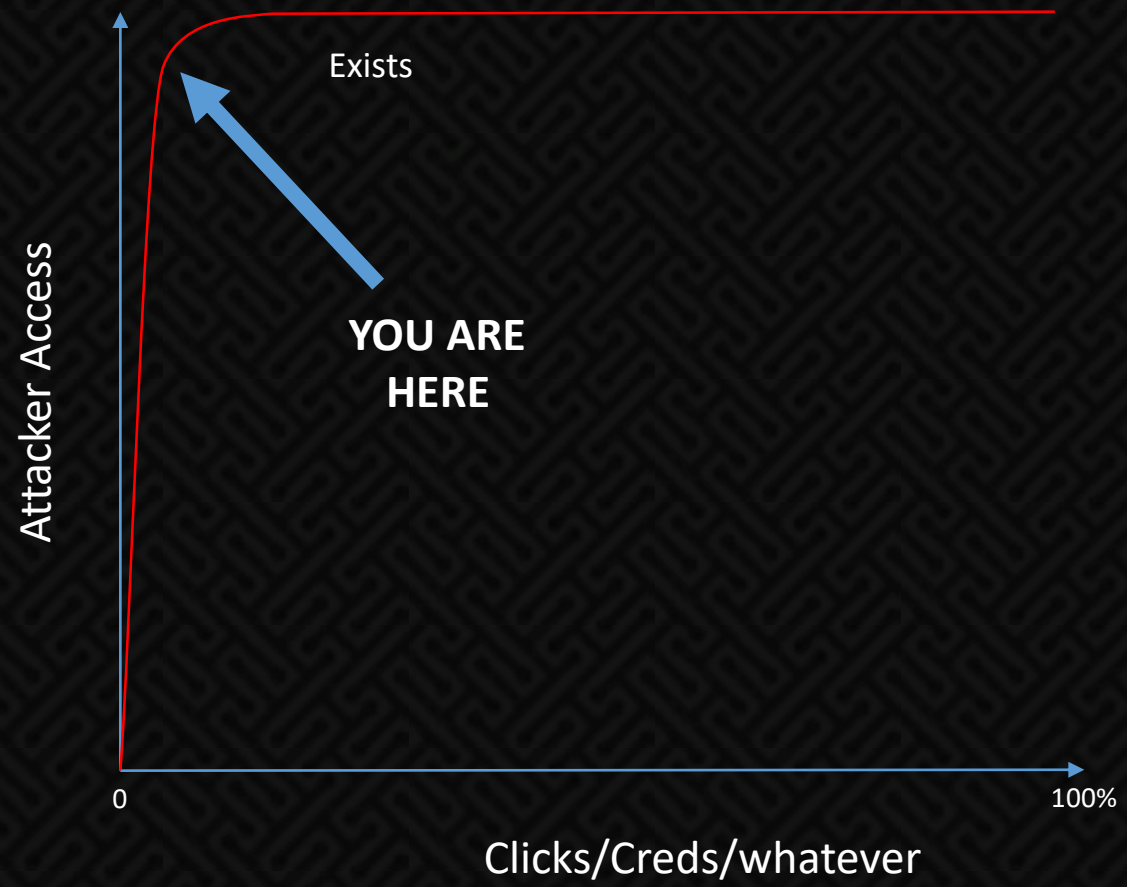 Exists
YOU ARE
HERE
Attacker Access
0
100%
Clicks/Creds/whatever